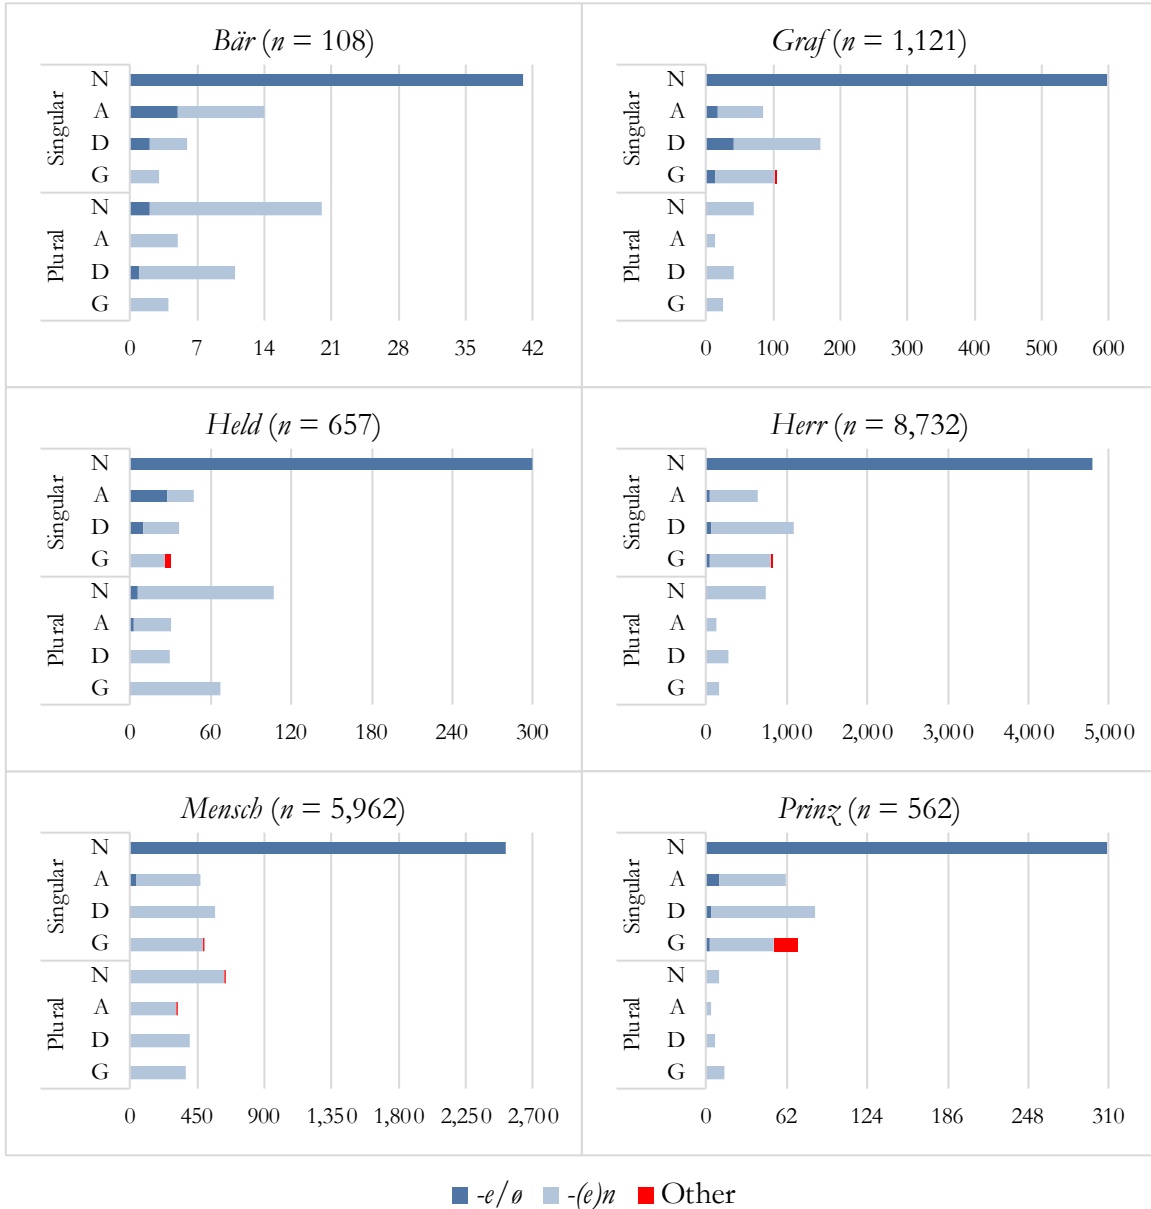 Bär (n = 108)
Singular
N
A
D
G
Plural
N
A
D
G
0 7 14 21 28 35 42
Graf (n = 1,121)
Singular
N
A
D
G
Plural
N
A
D
G
0 100 200 300 400 500 600
Held (n = 657)
Singular
N
A
D
G
Plural
N
A
D
G
0 60 120 180 240 300
Herr (n = 8,732)
Singular
N
A
D
G
Plural
N
A
D
G
0 1,000 2,000 3,000 4,000 5,000
Mensch (n = 5,962)
Singular
N
A
D
G
Plural
N
A
D
G
0 450 900 1,350 1,800 2,250 2,700
Prinz (n = 562)
Singular
N
A
D
G
Plural
N
A
D
G
0 62 124 186 248 310
-e/ø -(e)n Other